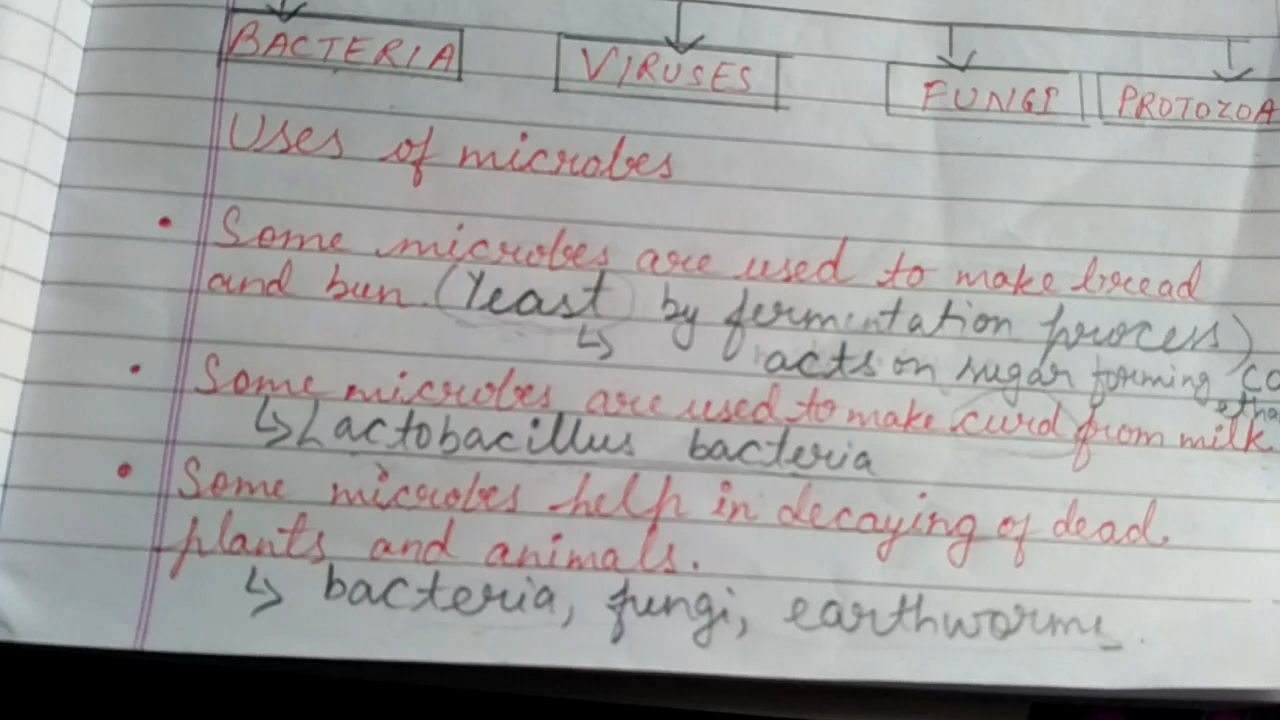 BACTERIA VIRUSES FUNGI PROTOZOA
Uses of microbes
• Some microbes are used to make bread
and bun (Yeast by fermentation process)
↳ acts on sugar forming
• Some microbes are used to make curd from milk.
↳ Lactobacillus bacteria
• Some microbes help in decaying of dead
plants and animals.
↳ bacteria, fungi, earthworms.